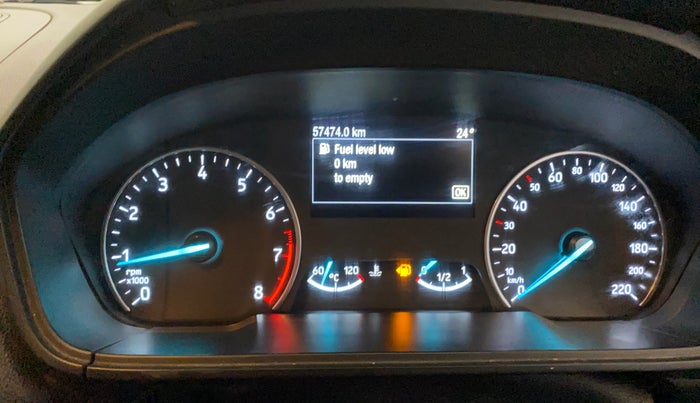 57474.0 km 24°
Fuel level low
0 km
to empty
OK
0 1 2 3 4 5 6 7 8
rpm
x1000
60 °C 120
0 1/2 1
0 10 20 30 40 50 60 80 100 120 140 160 180 200 220
km/h